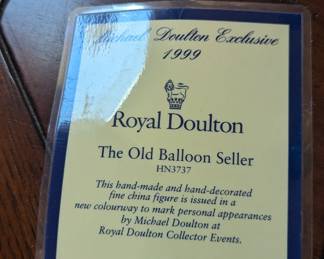 Michael Doulton Exclusive
1999
Royal Doulton
The Old Balloon Seller
HN3737
This hand-made and hand-decorated
fine china figure is issued in a
new colourway to mark personal appearances
by Michael Doulton at
Royal Doulton Collector Events.